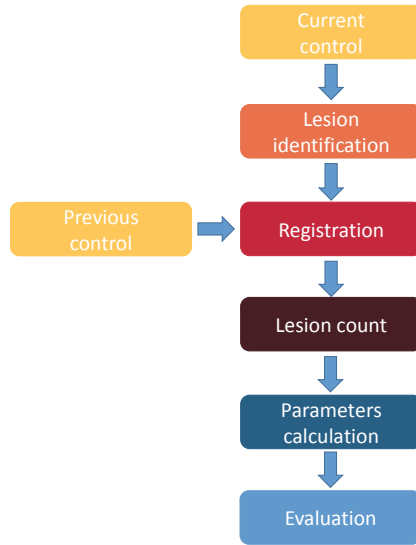 Current
control
Lesion
identification
Previous
control
Registration
Lesion count
Parameters
calculation
Evaluation